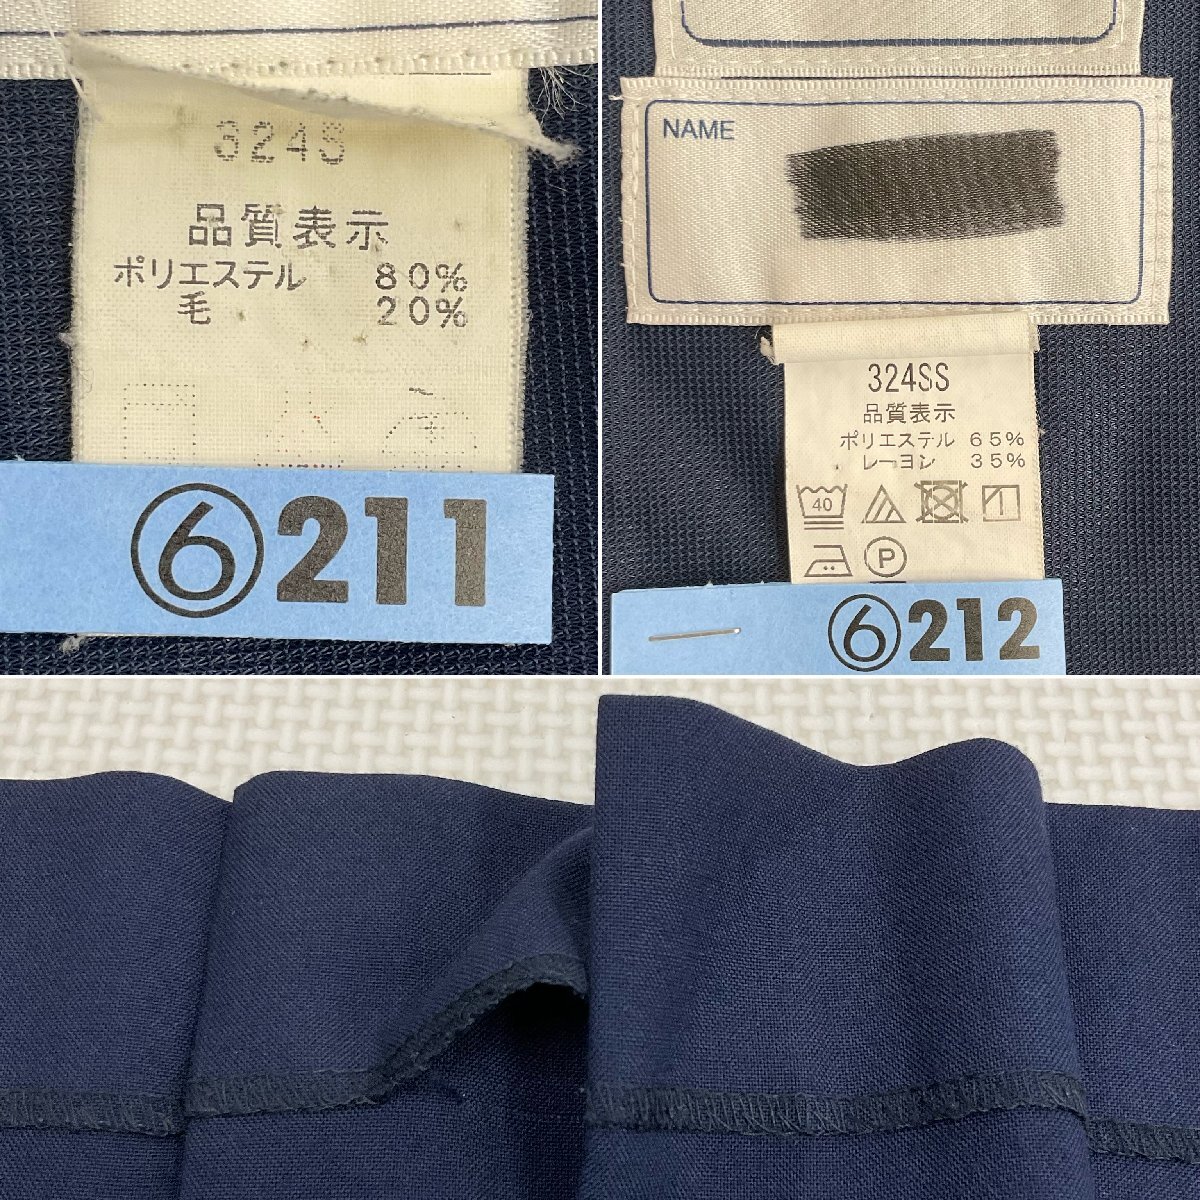 324S
品質表示
ポリエステル 80%
毛 20%
⑥211
NAME
324SS
品質表示
ポリエステル 65%
レーヨン 35%
40
P
⑥212